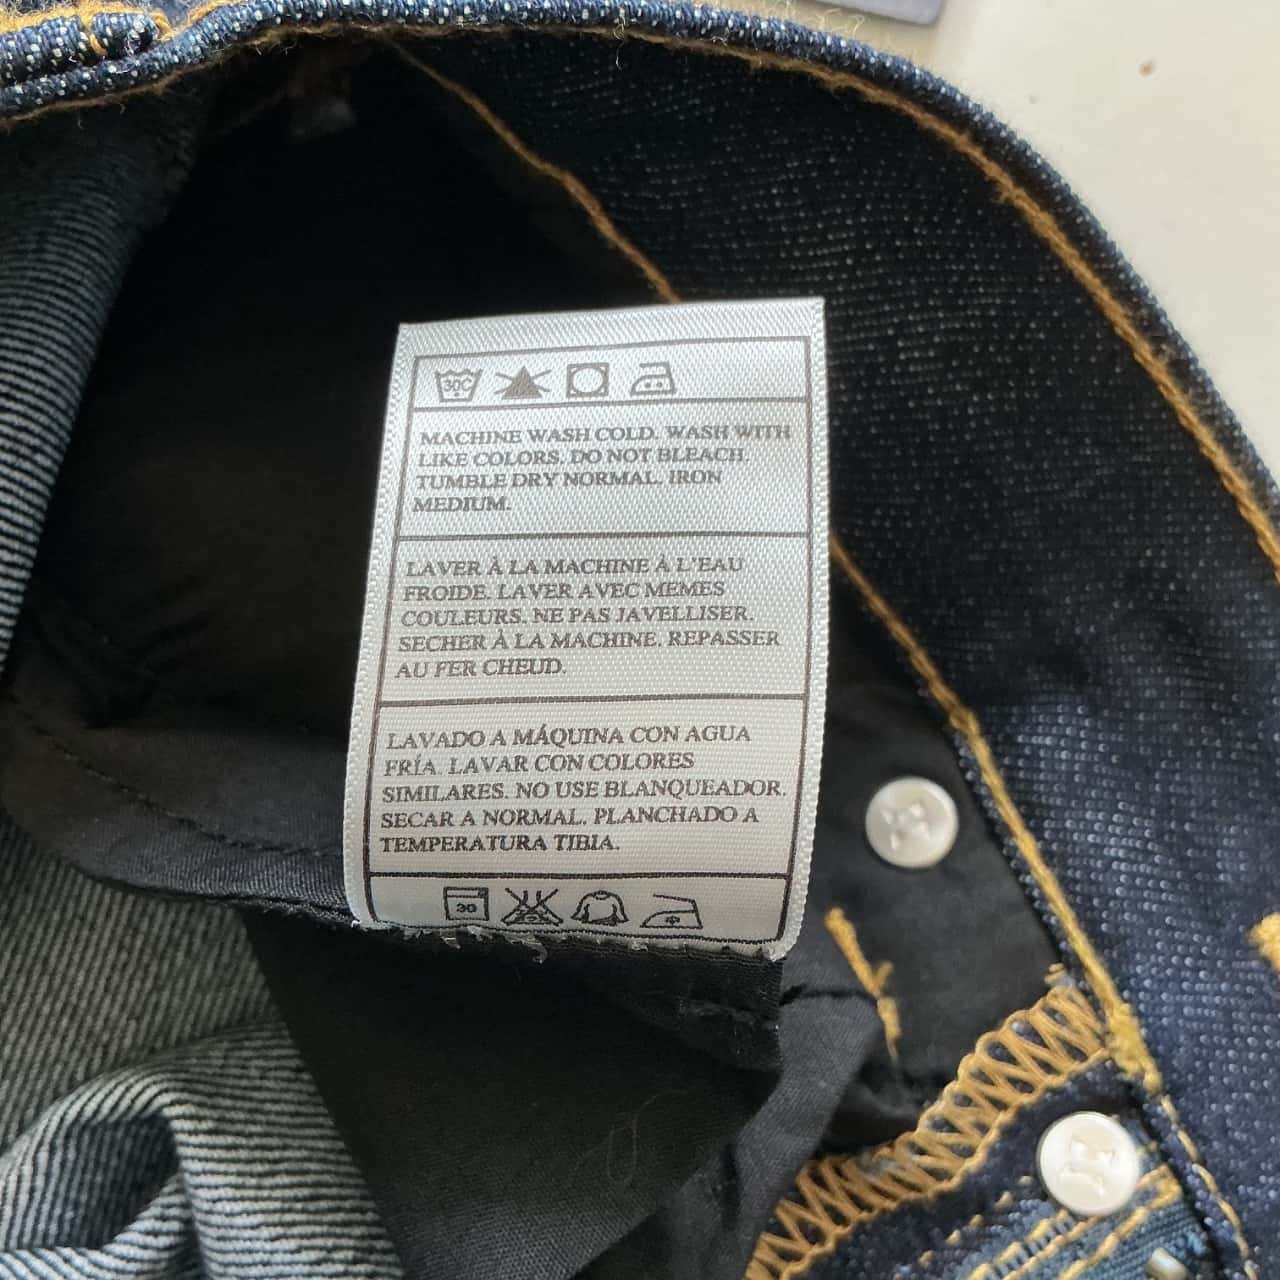 30C
MACHINE WASH COLD. WASH WITH
LIKE COLORS. DO NOT BLEACH.
TUMBLE DRY NORMAL. IRON
MEDIUM.
LAVER À LA MACHINE À L'EAU
FROIDE. LAVER AVEC MEMES
COULEURS. NE PAS JAVELLISER.
SECHER À LA MACHINE. REPASSER
AU FER CHEUD.
LAVADO A MÁQUINA CON AGUA
FRÍA. LAVAR CON COLORES
SIMILARES. NO USE BLANQUEADOR.
SECAR A NORMAL. PLANCHADO A
TEMPERATURA TIBIA.
30